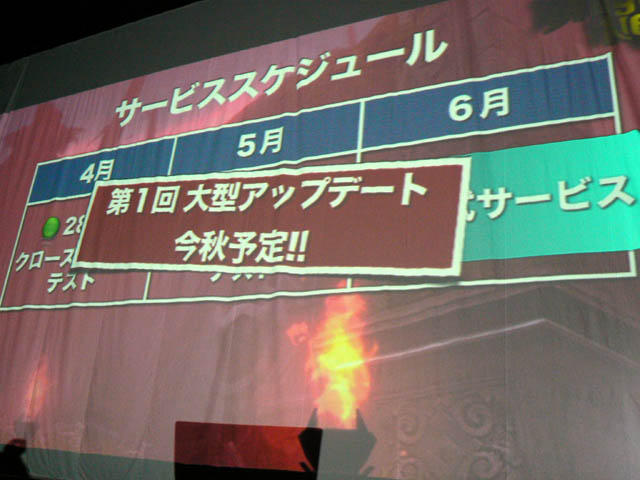 サービススケジュール
4月
5月
6月
第1回 大型アップデート
今秋予定!!
28
クローズ
テスト
サービス